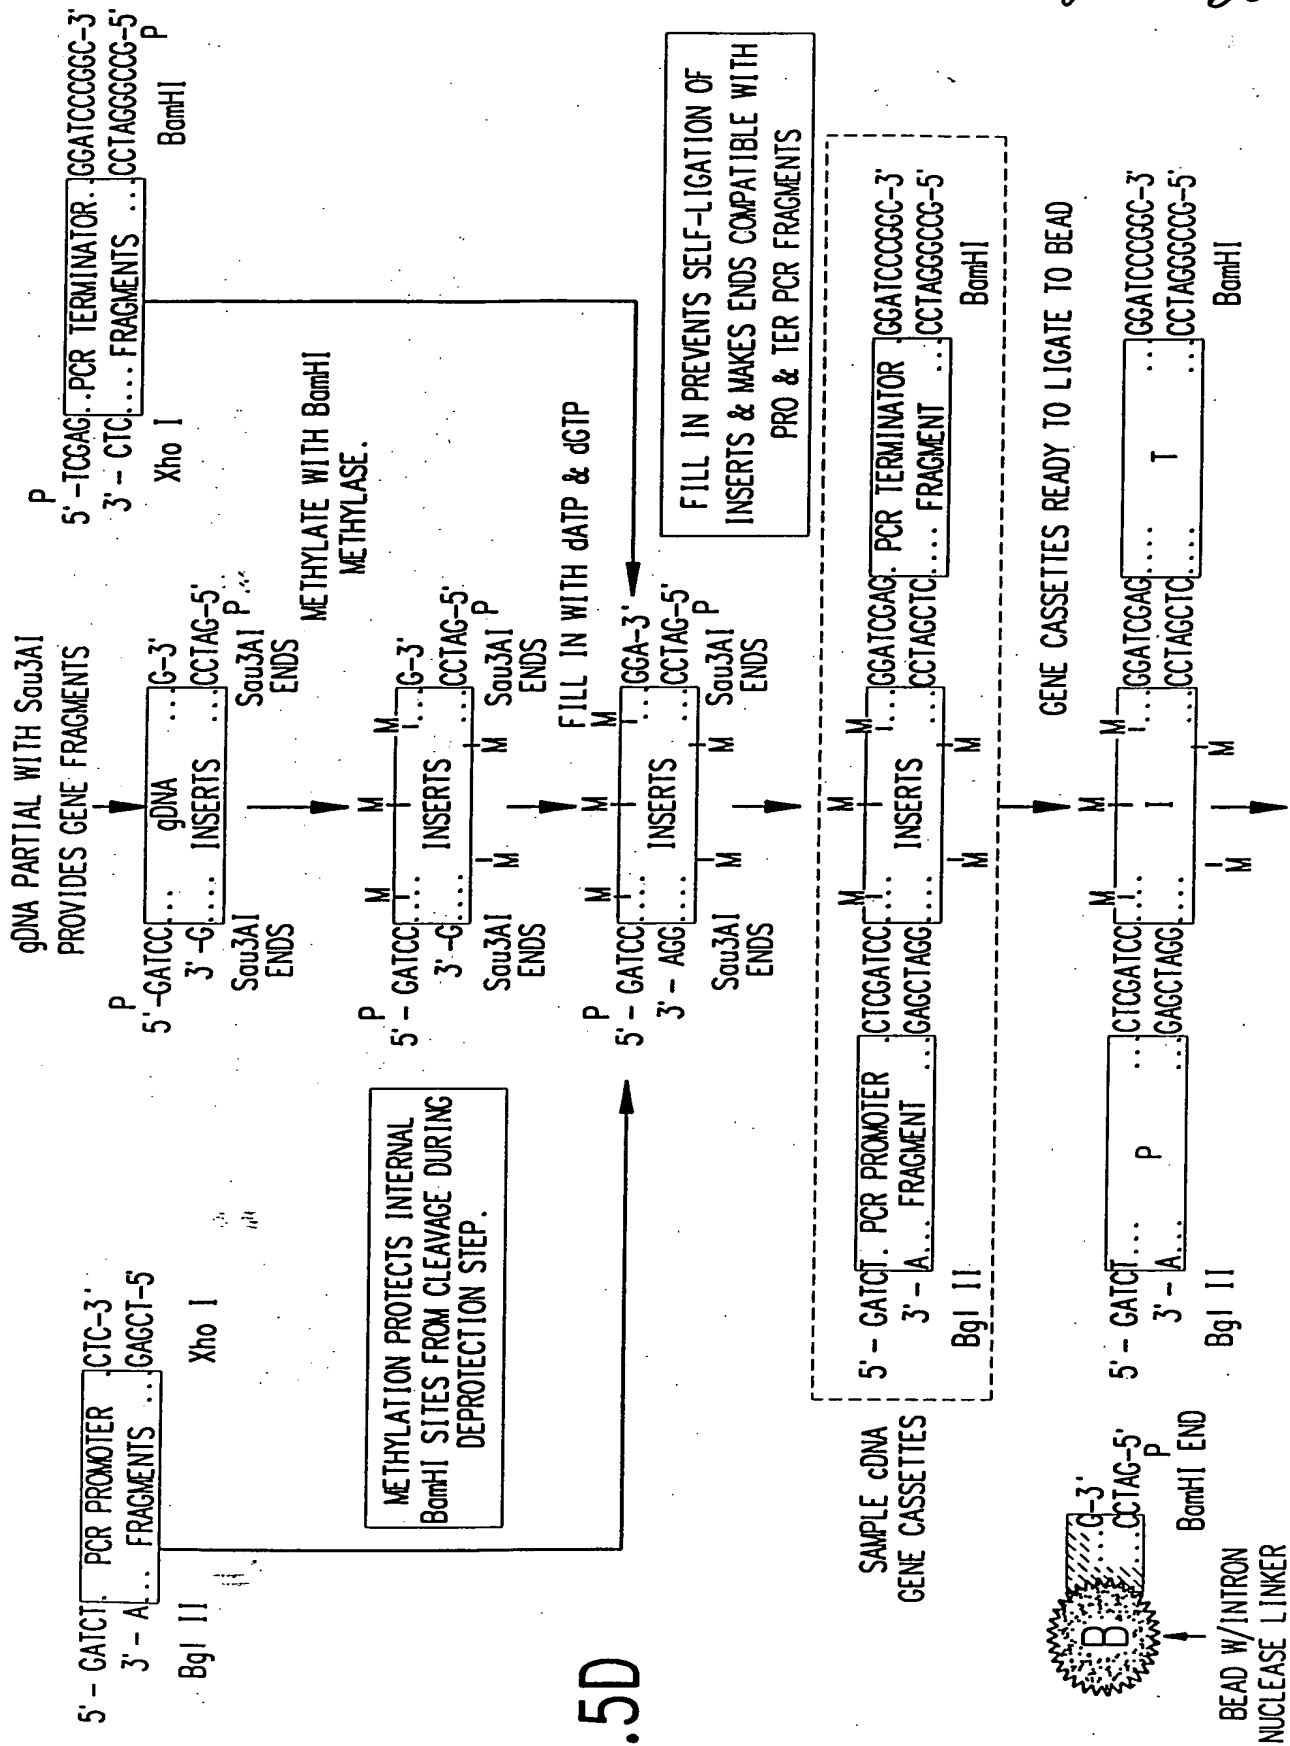 gDNA PARTIAL WITH Sau3AI
PROVIDES GENE FRAGMENTS
5' - GATCT. PCR PROMOTER .CTC-3'
3' - A... FRAGMENTS ...GAGCT-5'
Bgl II
Xho I
P
5'-GATCC... gDNA ...G-3'
3'-G.... INSERTS ...CCTAG-5'
P
Sau3AI
ENDS
Sau3AI
ENDS
P
5'-TCGAG..PCR TERMINATOR..GGATCCCGGC-3'
3'- CTC.... FRAGMENTS ...CCTAGGGCCG-5'
P
Xho I
BamHI
METHYLATE WITH BamHI
METHYLASE.
METHYLATION PROTECTS INTERNAL
BamHI SITES FROM CLEAVAGE DURING
DEPROTECTION STEP.
M M M
P
5' - GATCC... ...G-3'
INSERTS
3'-G.... ...CCTAG-5'
P
M M
Sau3AI
ENDS
Sau3AI
ENDS
FILL IN WITH dATP & dGTP
M M M
P
5' - GATCC... ...GGA-3'
INSERTS
3' - AGG.... ...CCTAG-5'
P
M M
Sau3AI
ENDS
Sau3AI
ENDS
FILL IN PREVENTS SELF-LIGATION OF
INSERTS & MAKES ENDS COMPATIBLE WITH
PRO & TER PCR FRAGMENTS
.5D
SAMPLE cDNA
GENE CASSETTES
M M M
5' - GATCT. PCR PROMOTER .CTCGATCC... ...GGATCGAG. PCR TERMINATOR .GGATCCCGGC-3'
INSERTS
3' - A... FRAGMENT ...GAGCTAGG.... ...CCTAGCTC.... FRAGMENT ...CCTAGGGCCG-5'
Bgl II
M M
BamHI
GENE CASSETTES READY TO LIGATE TO BEAD
B
...G-3'
....CCTAG-5'
P
BamHI END
BEAD W/INTRON
NUCLEASE LINKER
M M M
5' - GATCT... ...CTCGATCC... ...GGATCGAG.... ...GGATCCCGGC-3'
P I T
3' - A... ...GAGCTAGG.... ...CCTAGCTC.... ...CCTAGGGCCG-5'
Bgl II
M M
BamHI